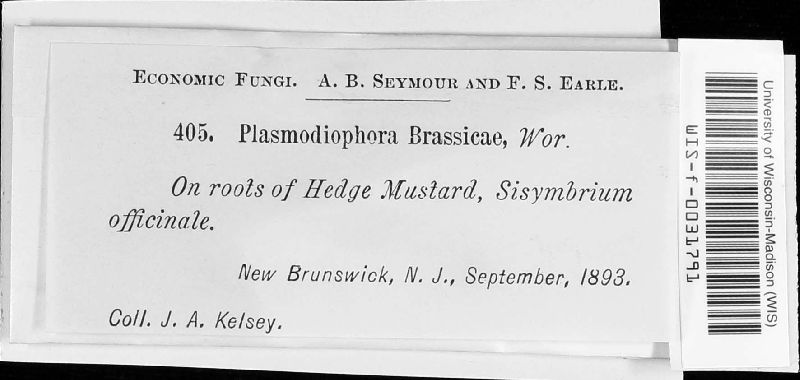 ECONOMIC FUNGI. A. B. SEYMOUR AND F. S. EARLE.
405. Plasmodiophora Brassicae, Wor.
On roots of Hedge Mustard, Sisymbrium
officinale.
New Brunswick, N. J., September, 1893.
Coll. J. A. Kelsey.
University of Wisconsin-Madison (WIS)
WIS-f-0031791